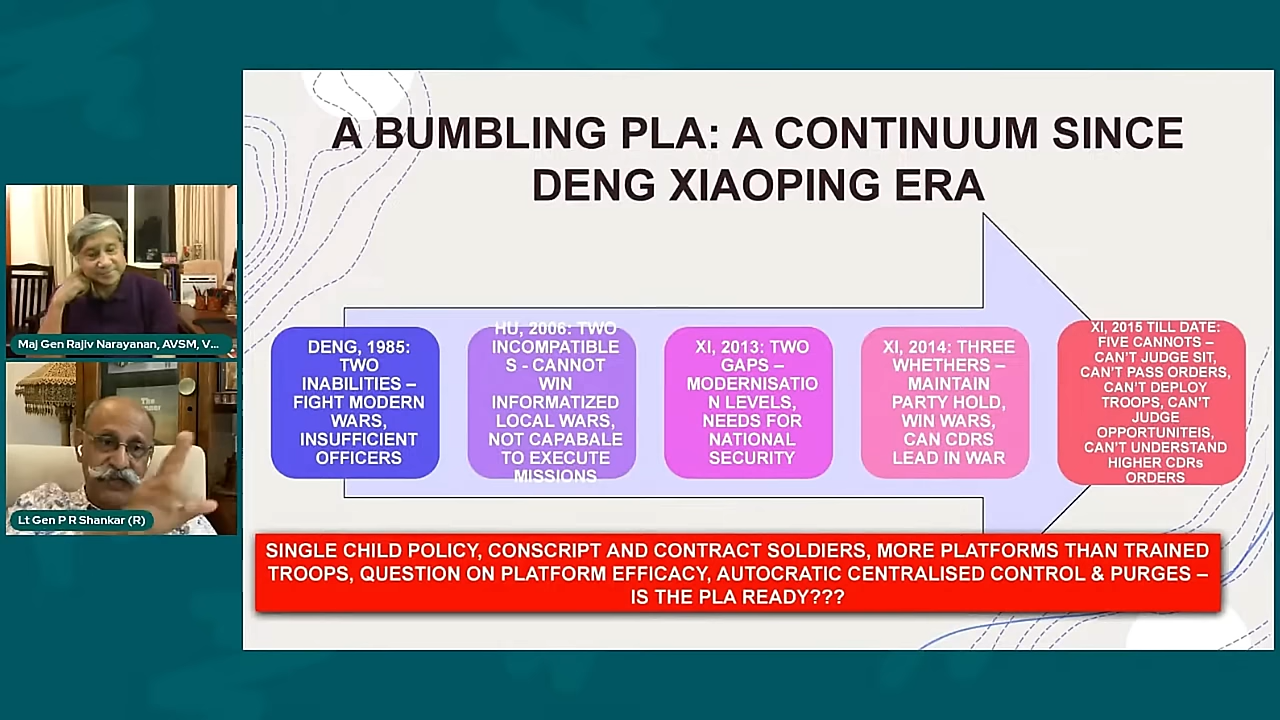 A BUMBLING PLA: A CONTINUUM SINCE
DENG XIAOPING ERA
DENG, 1985:
TWO
INABILITIES –
FIGHT MODERN
WARS,
INSUFFICIENT
OFFICERS
HU, 2006: TWO
INCOMPATIBLE
S - CANNOT
WIN
INFORMATIZED
LOCAL WARS,
NOT CAPABALE
TO EXECUTE
MISSIONS
XI, 2013: TWO
GAPS –
MODERNISATIO
N LEVELS,
NEEDS FOR
NATIONAL
SECURITY
XI, 2014: THREE
WHETHERS –
MAINTAIN
PARTY HOLD,
WIN WARS,
CAN CDRS
LEAD IN WAR
XI, 2015 TILL DATE:
FIVE CANNOTS –
CAN'T JUDGE SIT,
CAN'T PASS ORDERS,
CAN'T DEPLOY
TROOPS, CAN'T
JUDGE
OPPORTUNITEIS,
CAN'T UNDERSTAND
HIGHER CDRs
ORDERS
SINGLE CHILD POLICY, CONSCRIPT AND CONTRACT SOLDIERS, MORE PLATFORMS THAN TRAINED
TROOPS, QUESTION ON PLATFORM EFFICACY, AUTOCRATIC CENTRALISED CONTROL & PURGES –
IS THE PLA READY???
Maj Gen Rajiv Narayanan, AVSM, V...
The
Lt Gen P R Shankar (R)